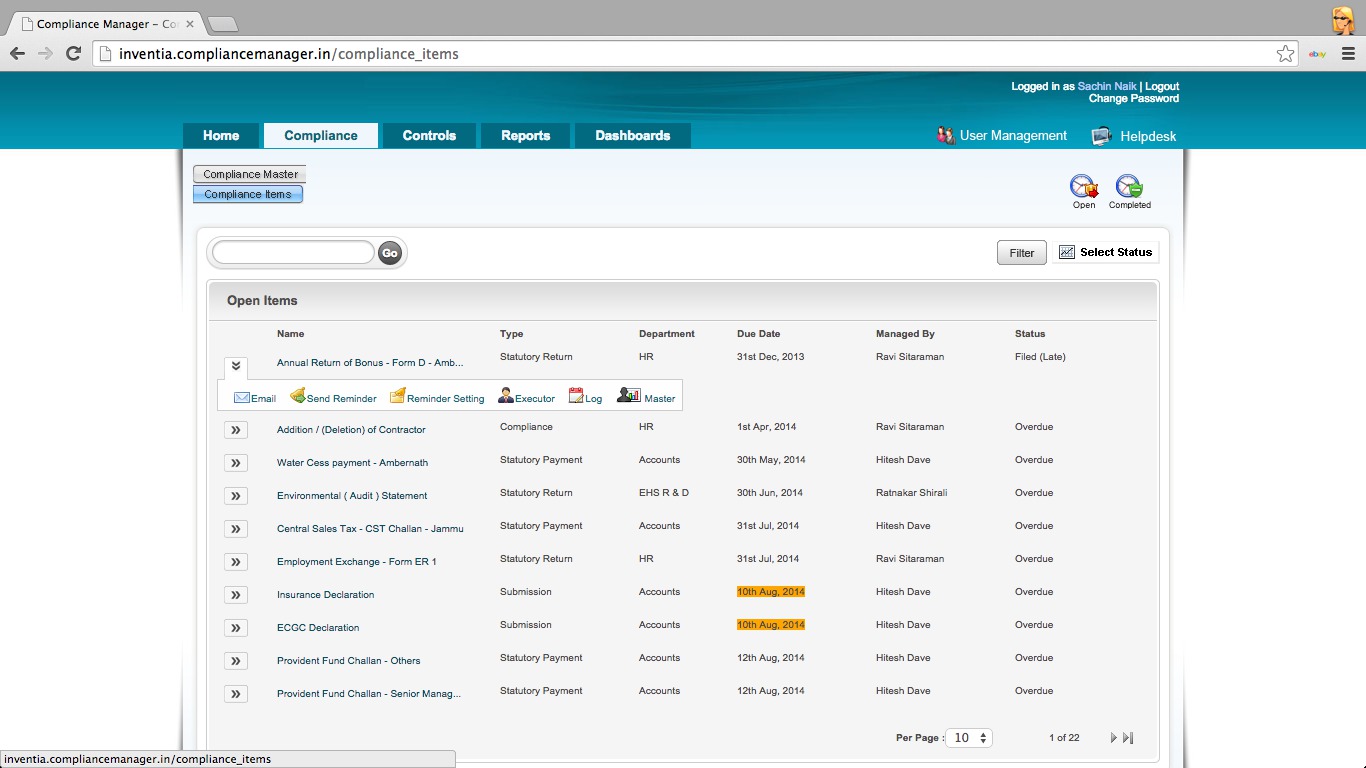 Compliance Manager – Co
inventia.compliancemanager.in/compliance_items
ebay
Logged in as Sachin Naik | Logout
Change Password
Home Compliance Controls Reports Dashboards User Management Helpdesk
Compliance Master
Compliance Items
Open Completed
Go Filter Select Status
Open Items
Name Type Department Due Date Managed By Status
Annual Return of Bonus - Form D - Amb... Statutory Return HR 31st Dec, 2013 Ravi Sitaraman Filed (Late)
Email Send Reminder Reminder Setting Executor Log Master
Addition / (Deletion) of Contractor Compliance HR 1st Apr, 2014 Ravi Sitaraman Overdue
Water Cess payment - Ambernath Statutory Payment Accounts 30th May, 2014 Hitesh Dave Overdue
Environmental ( Audit ) Statement Statutory Return EHS R & D 30th Jun, 2014 Ratnakar Shirali Overdue
Central Sales Tax - CST Challan - Jammu Statutory Payment Accounts 31st Jul, 2014 Hitesh Dave Overdue
Employment Exchange - Form ER 1 Statutory Return HR 31st Jul, 2014 Ravi Sitaraman Overdue
Insurance Declaration Submission Accounts 10th Aug, 2014 Hitesh Dave Overdue
ECGC Declaration Submission Accounts 10th Aug, 2014 Hitesh Dave Overdue
Provident Fund Challan - Others Statutory Payment Accounts 12th Aug, 2014 Hitesh Dave Overdue
Provident Fund Challan - Senior Manag... Statutory Payment Accounts 12th Aug, 2014 Hitesh Dave Overdue
Per Page : 10 1 of 22
inventia.compliancemanager.in/compliance_items